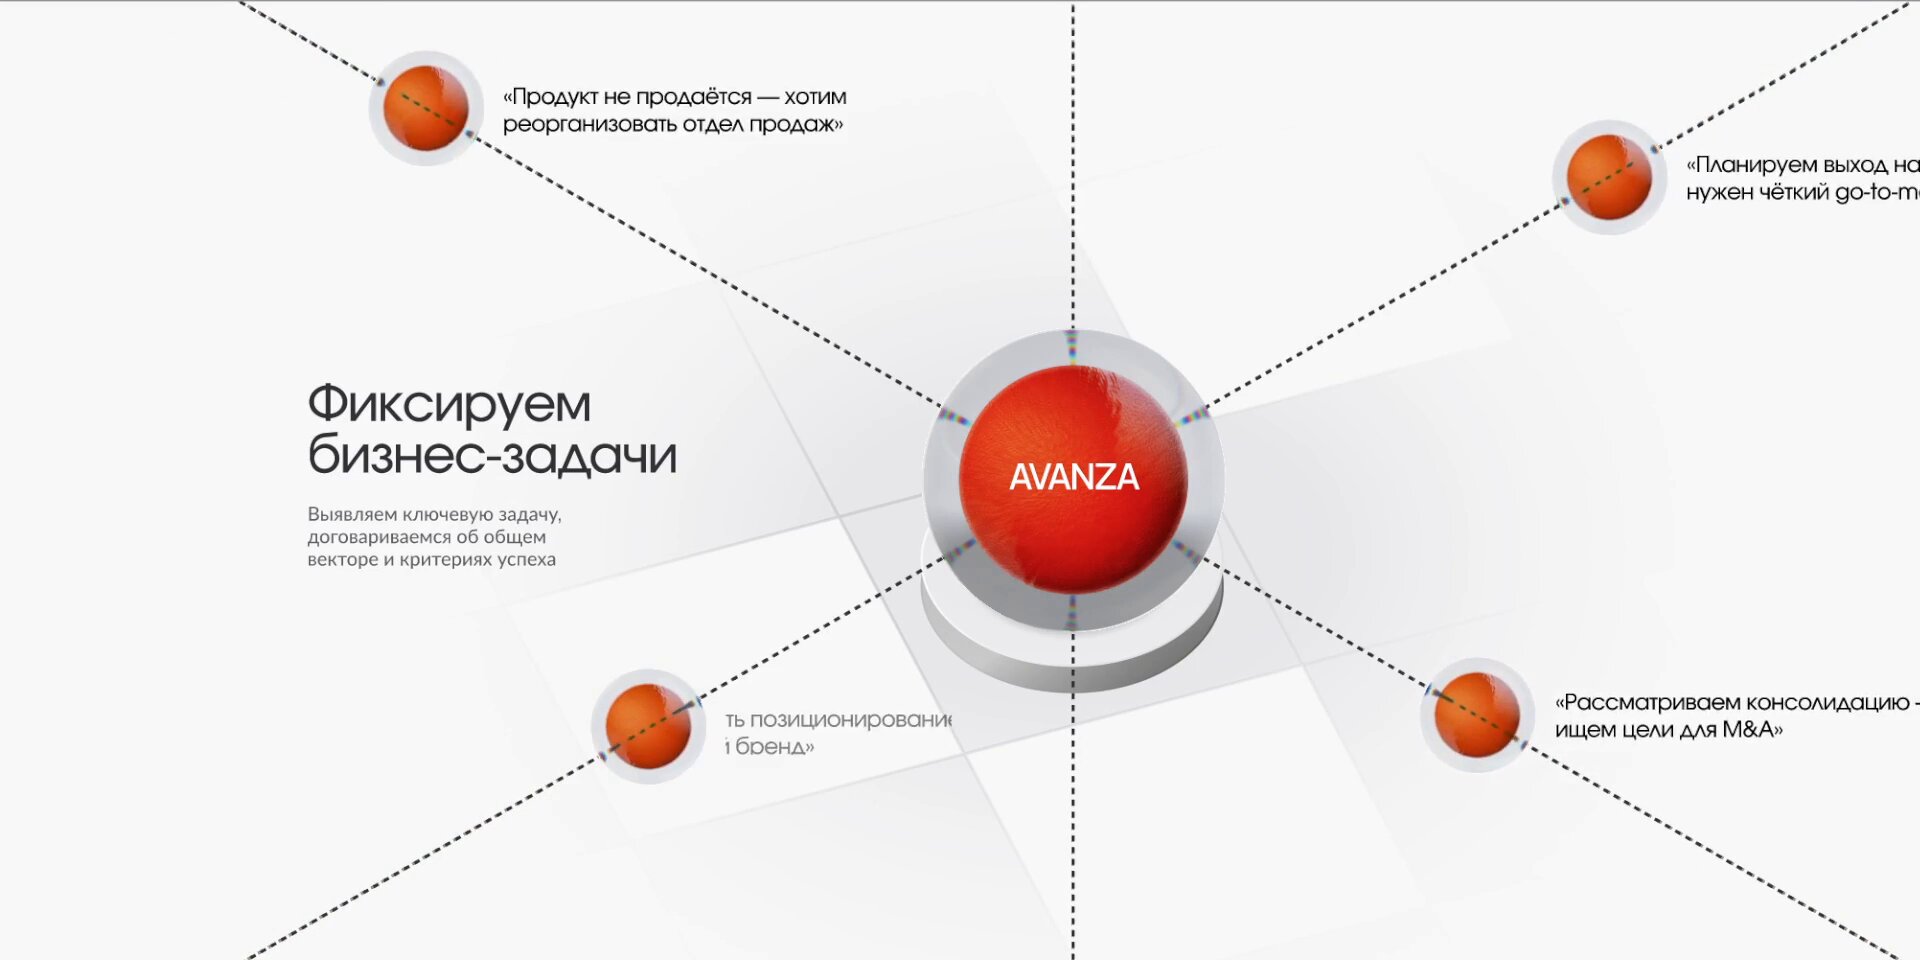 «Продукт не продаётся — хотим
реорганизовать отдел продаж»
«Планируем выход на
нужен чёткий go-to-m
Фиксируем
бизнес-задачи
Выявляем ключевую задачу,
договариваемся об общем
векторе и критериях успеха
AVANZA
ть позиционирование
бренд»
«Рассматриваем консолидацию -
ищем цели для M&A»